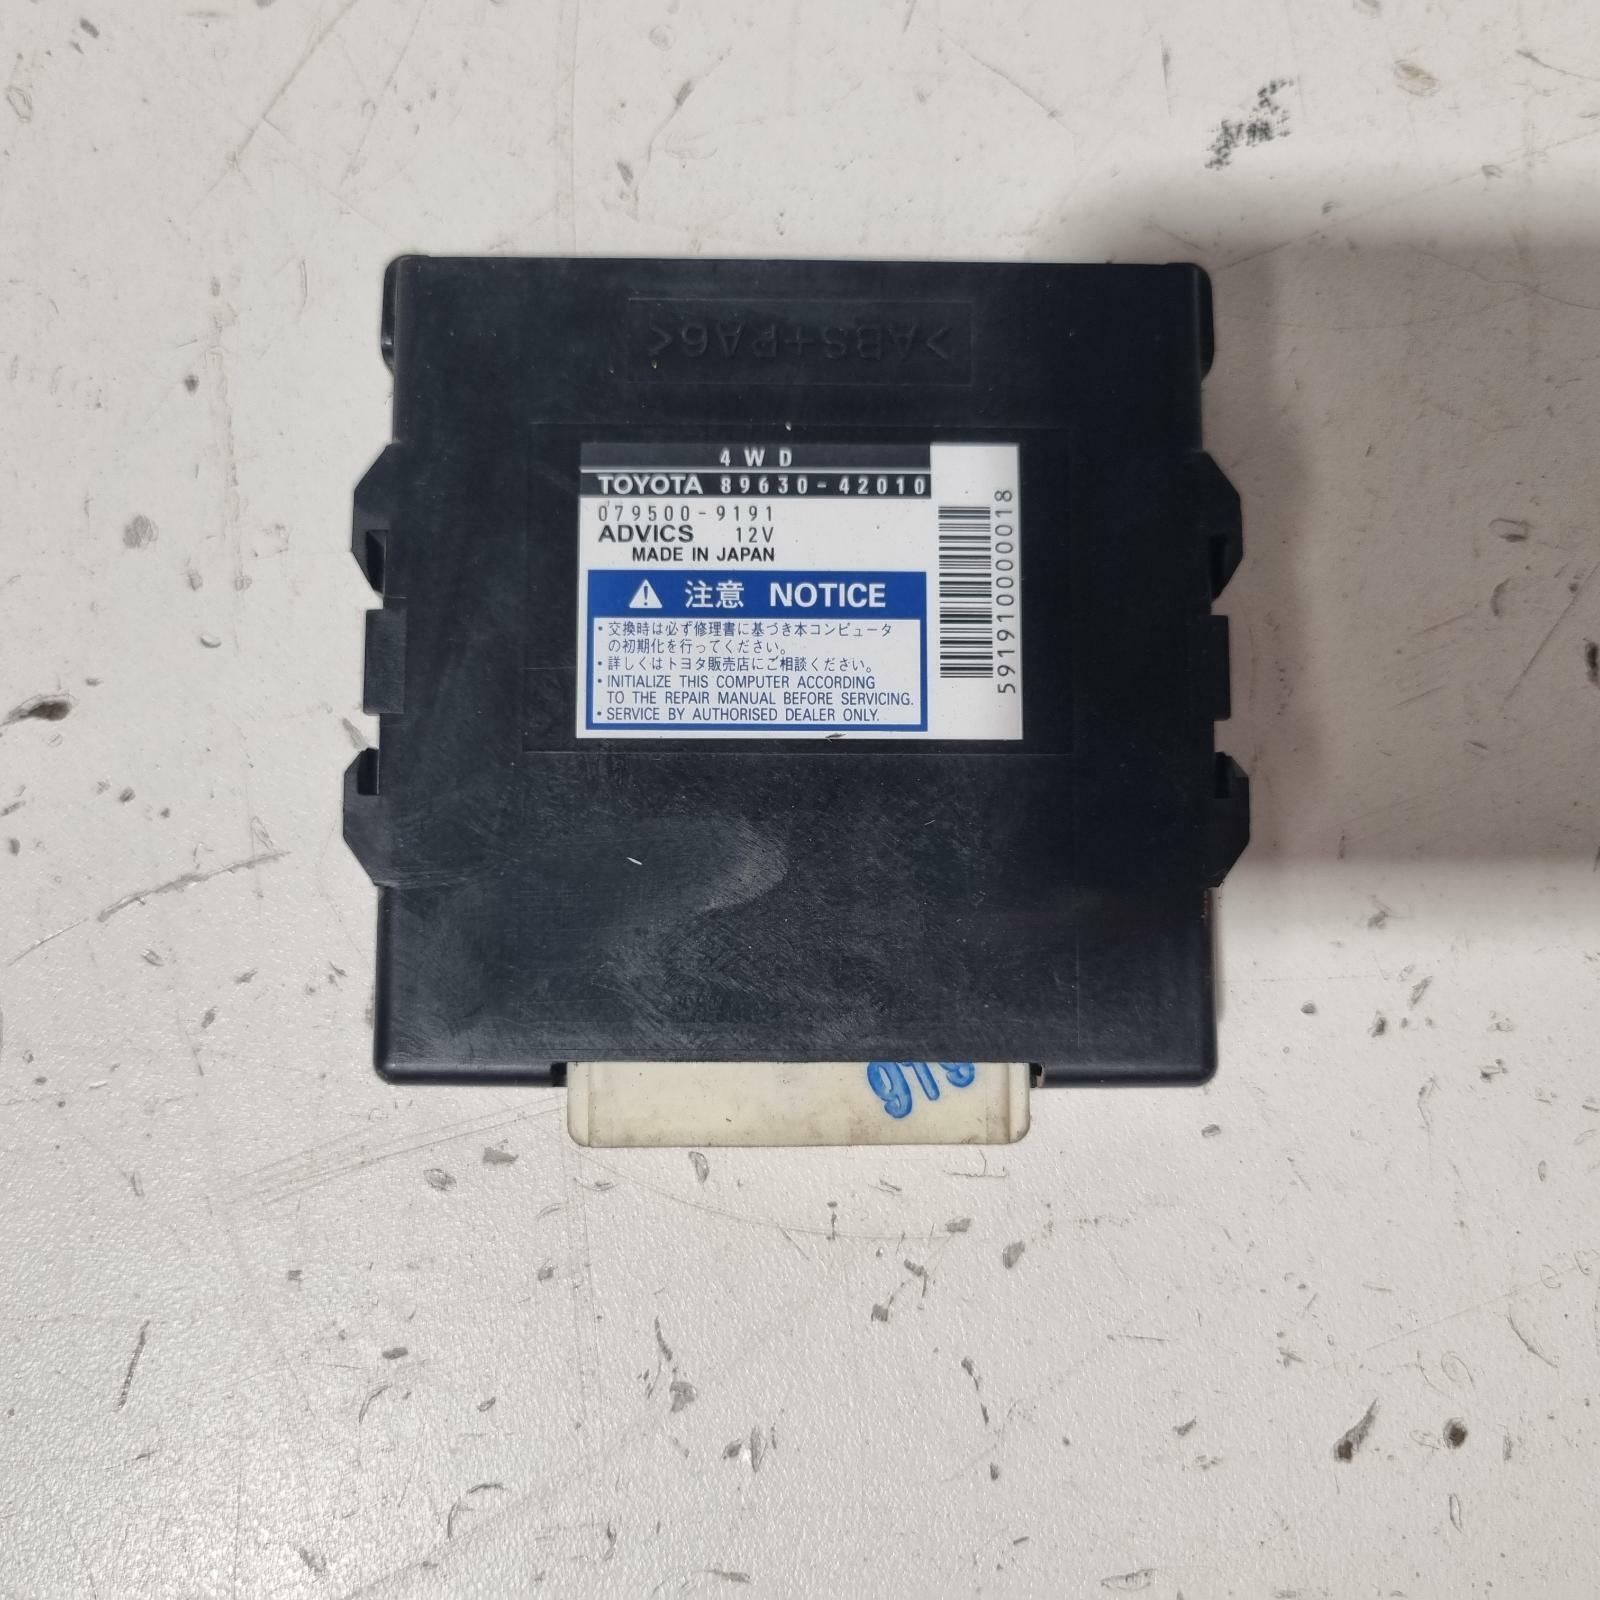 >ABS+PA6<
4WD
TOYOTA 89630-42010
079500-9191
ADVICS 12V
MADE IN JAPAN
5919100000018
注意 NOTICE
・交換時は必ず修理書に基づき本コンピュータ
の初期化を行ってください。
・詳しくはトヨタ販売店にご相談ください。
・INITIALIZE THIS COMPUTER ACCORDING
TO THE REPAIR MANUAL BEFORE SERVICING.
・SERVICE BY AUTHORISED DEALER ONLY.